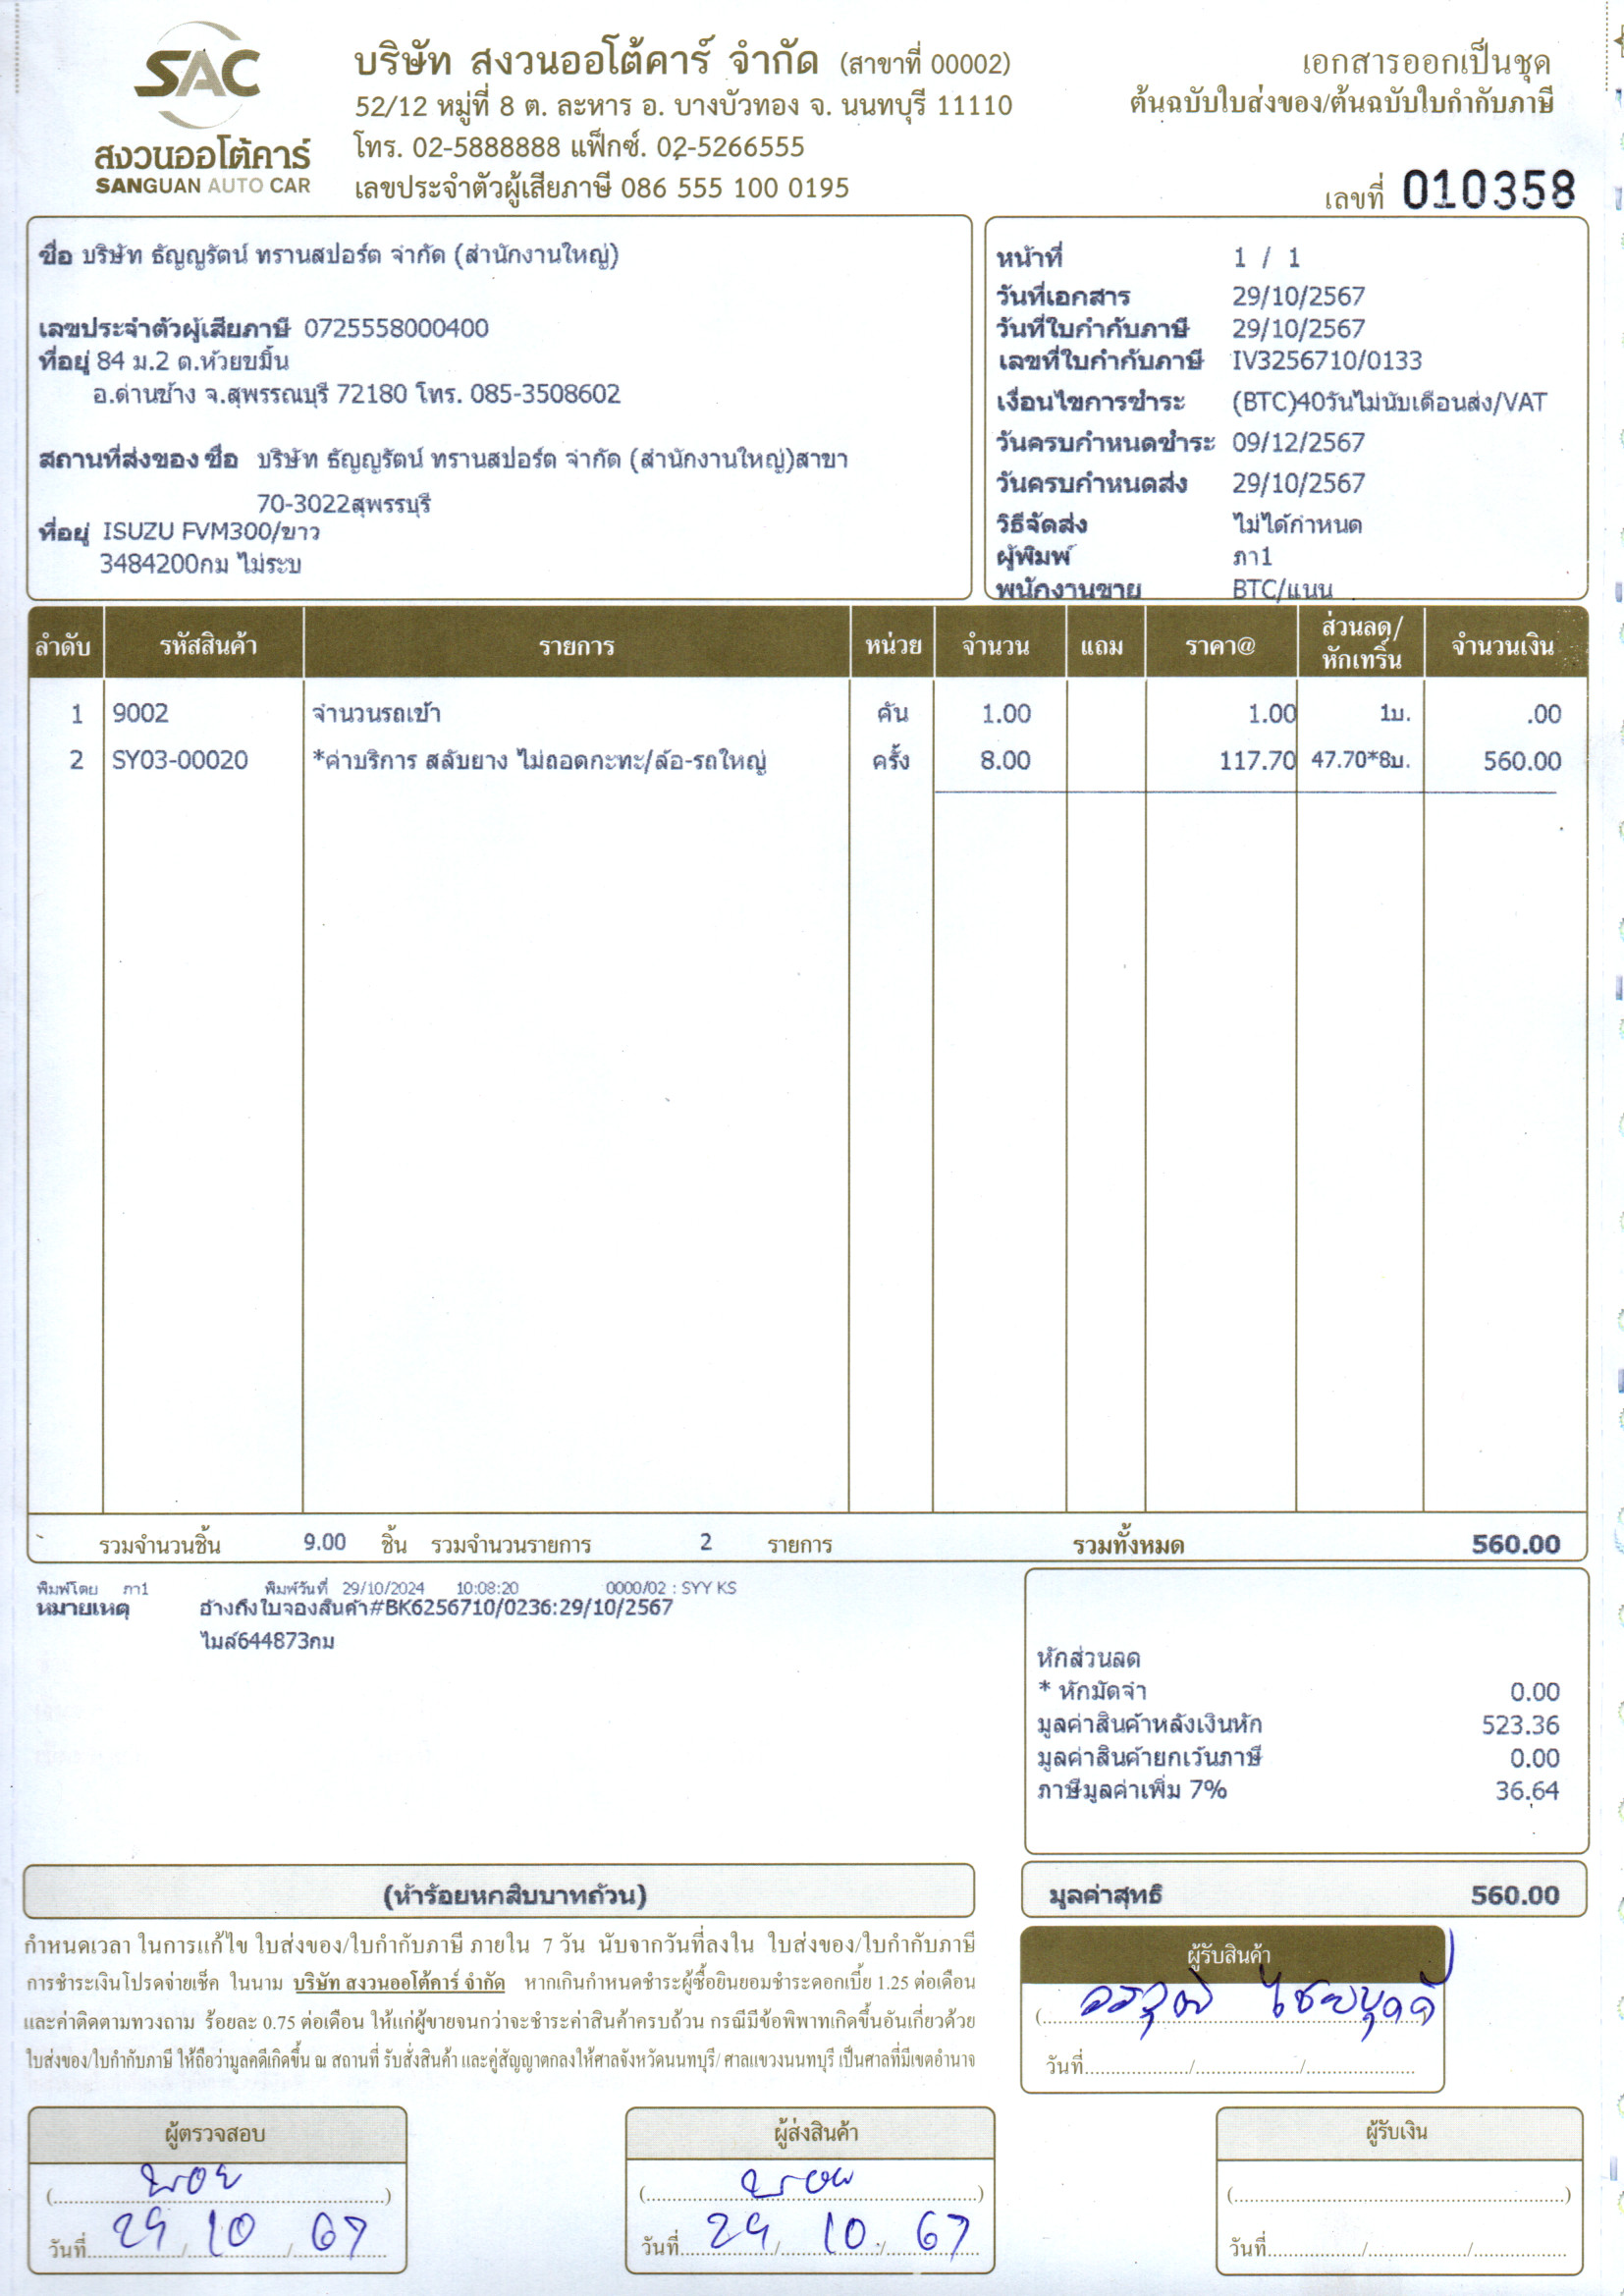 SAC
สงวนออโต้คาร์
SANGUAN AUTO CAR
บริษัท สงวนออโต้คาร์ จำกัด (สาขาที่ 00002)
52/12 หมู่ที่ 8 ต. ละหาร อ. บางบัวทอง จ. นนทบุรี 11110
โทร. 02-5888888 แฟ็กซ์. 02-5266555
เลขประจำตัวผู้เสียภาษี 086 555 100 0195
เอกสารออกเป็นชุด
ต้นฉบับใบส่งของ/ต้นฉบับใบกำกับภาษี
เลขที่ 010358
ชื่อ บริษัท ธัญญรัตน์ ทรานสปอร์ต จำกัด (สำนักงานใหญ่)
เลขประจำตัวผู้เสียภาษี 0725558000400
ที่อยู่ 84 ม.2 ต.ห้วยขมิ้น
อ.ด่านช้าง จ.สุพรรณบุรี 72180 โทร. 085-3508602
สถานที่ส่งของ ชื่อ บริษัท ธัญญรัตน์ ทรานสปอร์ต จำกัด (สำนักงานใหญ่)สาขา
70-3022สุพรรบุรี
ที่อยู่ ISUZU FVM300/ขาว
3484200กม ไม่ระบ
หน้าที่ 1 / 1
วันที่เอกสาร 29/10/2567
วันที่ใบกำกับภาษี 29/10/2567
เลขที่ใบกำกับภาษี IV3256710/0133
เงื่อนไขการชำระ (BTC)40วันไม่นับเดือนส่ง/VAT
วันครบกำหนดชำระ 09/12/2567
วันครบกำหนดส่ง 29/10/2567
วิธีจัดส่ง ไม่ได้กำหนด
ผู้พิมพ์ ภา1
พนักงานขาย BTC/แนน
ลำดับ รหัสสินค้า รายการ หน่วย จำนวน แถม ราคา@ ส่วนลด/หักเทริ์น จำนวนเงิน
1 9002 จำนวนรถเข้า คัน 1.00 1.00 1บ. .00
2 SY03-00020 *ค่าบริการ สลับยาง ไม่ถอดกะทะ/ล้อ-รถใหญ่ ครั้ง 8.00 117.70 47.70*8บ. 560.00
รวมจำนวนชิ้น 9.00 ชิ้น รวมจำนวนรายการ 2 รายการ รวมทั้งหมด 560.00
พิมพ์โดย ภา1 พิมพ์วันที่ 29/10/2024 10:08:20 0000/02 : SYY KS
หมายเหตุ อ้างถึงใบจองสินค้า#BK6256710/0236:29/10/2567
ไมล์644873กม
หักส่วนลด
* หักมัดจำ 0.00
มูลค่าสินค้าหลังเงินหัก 523.36
มูลค่าสินค้ายกเว้นภาษี 0.00
ภาษีมูลค่าเพิ่ม 7% 36.64
(ห้าร้อยหกสิบบาทถ้วน)
มูลค่าสุทธิ 560.00
กำหนดเวลา ในการแก้ไข ใบส่งของ/ใบกำกับภาษี ภายใน 7 วัน นับจากวันที่ลงใน ใบส่งของ/ใบกำกับภาษี
การชำระเงินโปรดจ่ายเช็ค ในนาม บริษัท สงวนออโต้คาร์ จำกัด หากเกินกำหนดชำระผู้ซื้อยินยอมชำระดอกเบี้ย 1.25 ต่อเดือน
และค่าติดตามทวงถาม ร้อยละ 0.75 ต่อเดือน ให้แก่ผู้ขายจนกว่าจะชำระค่าสินค้าครบถ้วน กรณีมีข้อพิพาทเกิดขึ้นอันเกี่ยวด้วย
ใบส่งของ/ใบกำกับภาษี ให้ถือว่ามูลคดีเกิดขึ้น ณ สถานที่ รับสั่งสินค้า และคู่สัญญาตกลงให้ศาลจังหวัดนนทบุรี/ ศาลแขวงนนทบุรี เป็นศาลที่มีเขตอำนาจ
ผู้รับสินค้า
วันที่
ผู้ตรวจสอบ
วันที่ 29/10/67
ผู้ส่งสินค้า
วันที่ 29/10/67
ผู้รับเงิน
วันที่